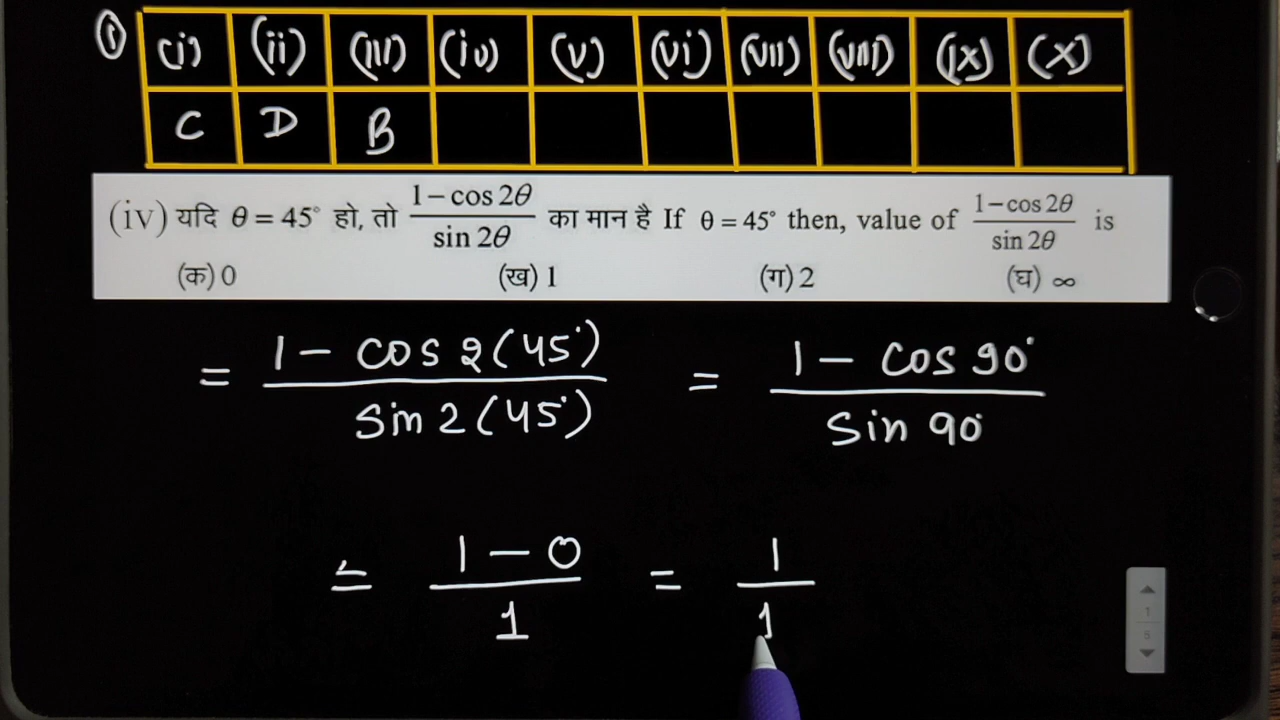 ① (i) (ii) (iii) (iv) (v) (vi) (vii) (viii) (ix) (x)
C D B
(iv) यदि θ = 45° हो, तो (1−cos 2θ)/(sin 2θ) का मान है If θ = 45° then, value of (1−cos 2θ)/(sin 2θ) is
(क) 0 (ख) 1 (ग) 2 (घ) ∞
= (1 − cos 2(45°))/(sin 2(45°)) = (1 − cos 90°)/(sin 90°)
= (1 − 0)/1 = 1/1
1
5